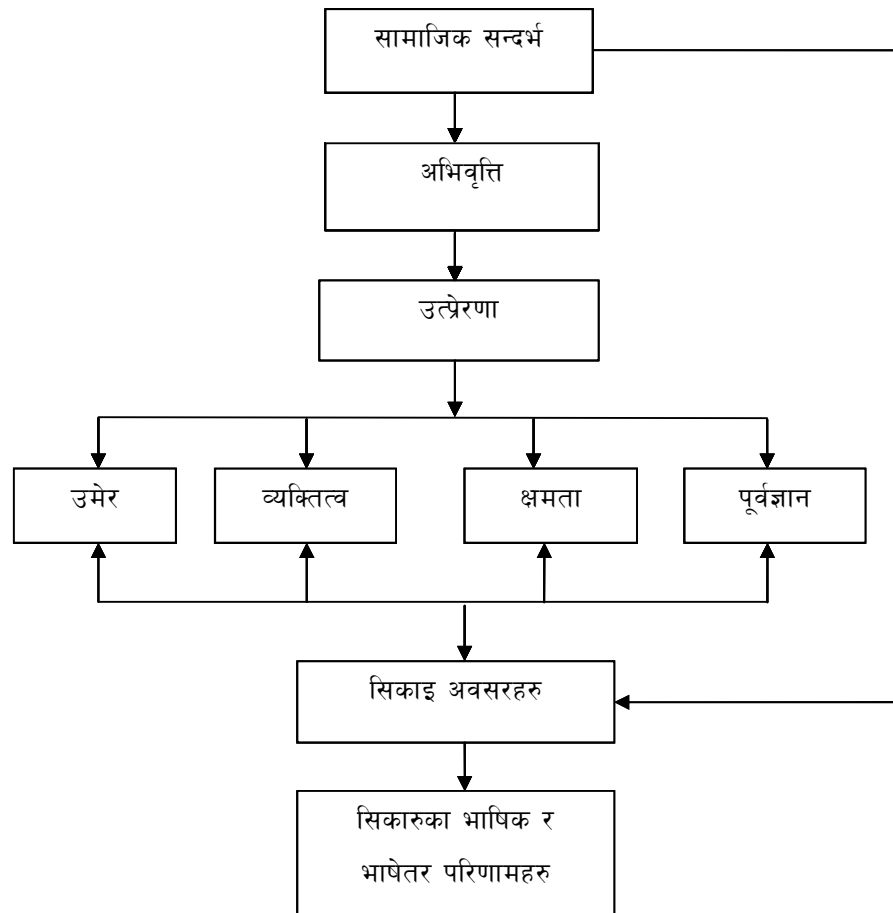 सामाजिक सन्दर्भ
अभिवृत्ति
उत्प्रेरणा
उमेर
व्यक्तित्व
क्षमता
पूर्वज्ञान
सिकाइ अवसरहरु
सिकारुका भाषिक र
भाषेतर परिणामहरु